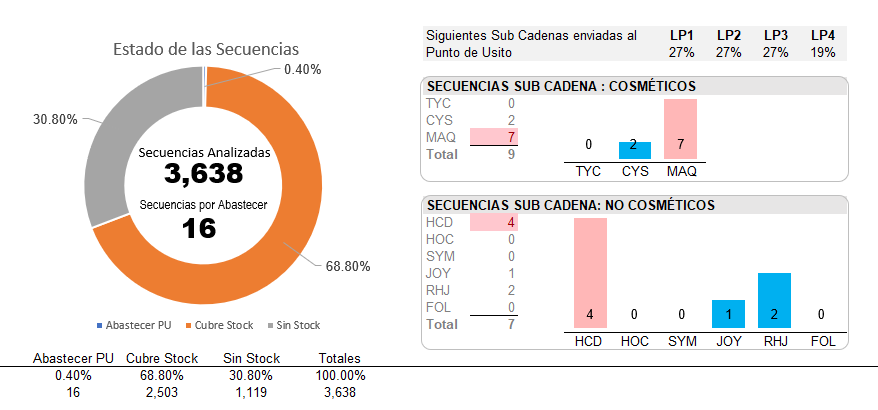 Estado de las Secuencias
0.40%
30.80%
Secuencias Analizadas
3,638
Secuencias por Abastecer
16
68.80%
Abastecer PU Cubre Stock Sin Stock
Abastecer PU Cubre Stock Sin Stock Totales
0.40% 68.80% 30.80% 100.00%
16 2,503 1,119 3,638
Siguientes Sub Cadenas enviadas al LP1 LP2 LP3 LP4
Punto de Usito 27% 27% 27% 19%
SECUENCIAS SUB CADENA : COSMÉTICOS
TYC 0
CYS 2
MAQ 7
Total 9
0 2 7
TYC CYS MAQ
SECUENCIAS SUB CADENA: NO COSMÉTICOS
HCD 4
HOC 0
SYM 0
JOY 1
RHJ 2
FOL 0
Total 7
4 0 0 1 2 0
HCD HOC SYM JOY RHJ FOL